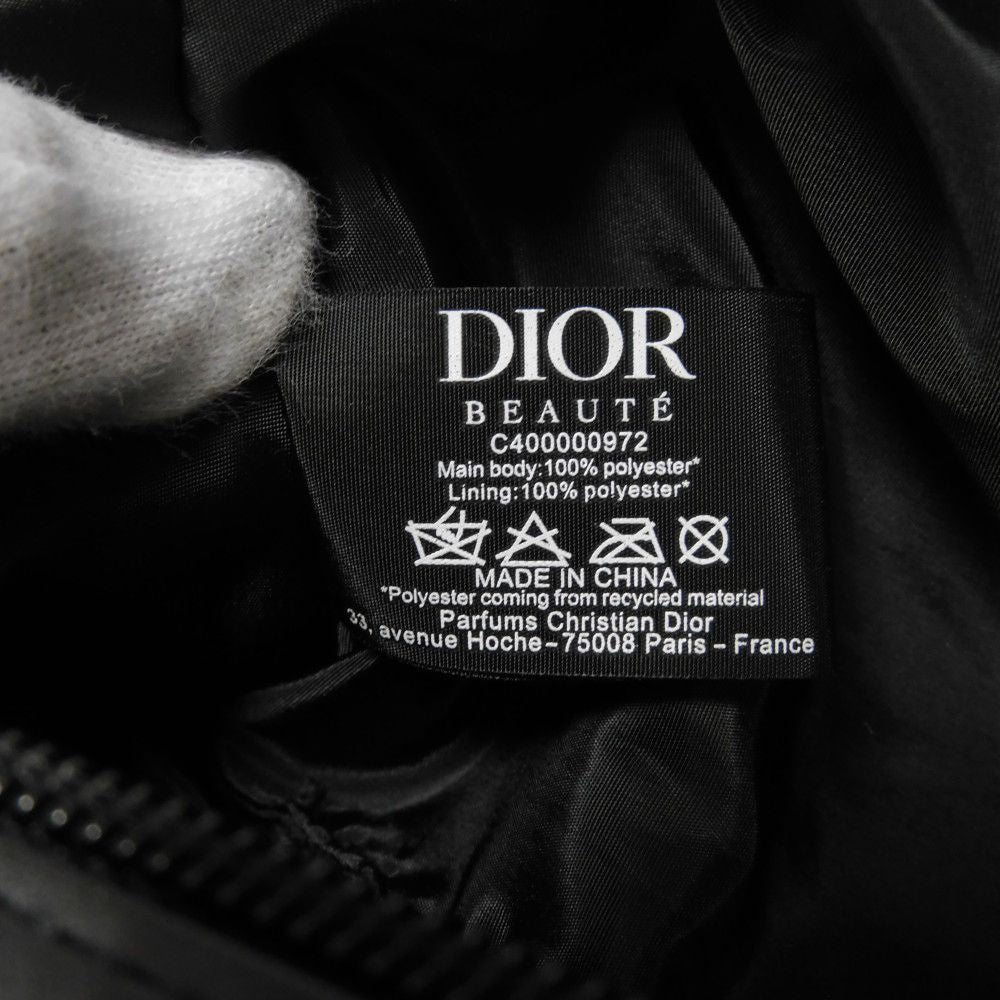 DIOR
BEAUTÉ
C400000972
Main body:100% polyester*
Lining:100% polyester*
MADE IN CHINA
*Polyester coming from recycled material
Parfums Christian Dior
33, avenue Hoche-75008 Paris - France